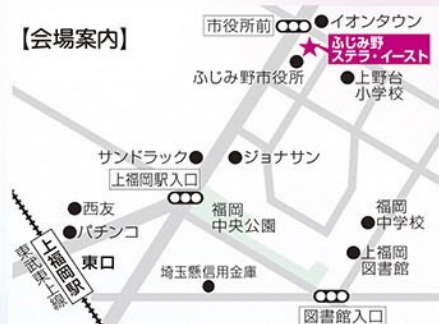 【会場案内】
市役所前
イオンタウン
ふじみ野
ステラ・イースト
ふじみ野市役所
上野台
小学校
サンドラック
ジョナサン
上福岡駅入口
西友
パチンコ
福岡
中央公園
福岡
中学校
上福岡
図書館
東武東上線
上福岡駅
東口
埼玉懸信用金庫
図書館入口